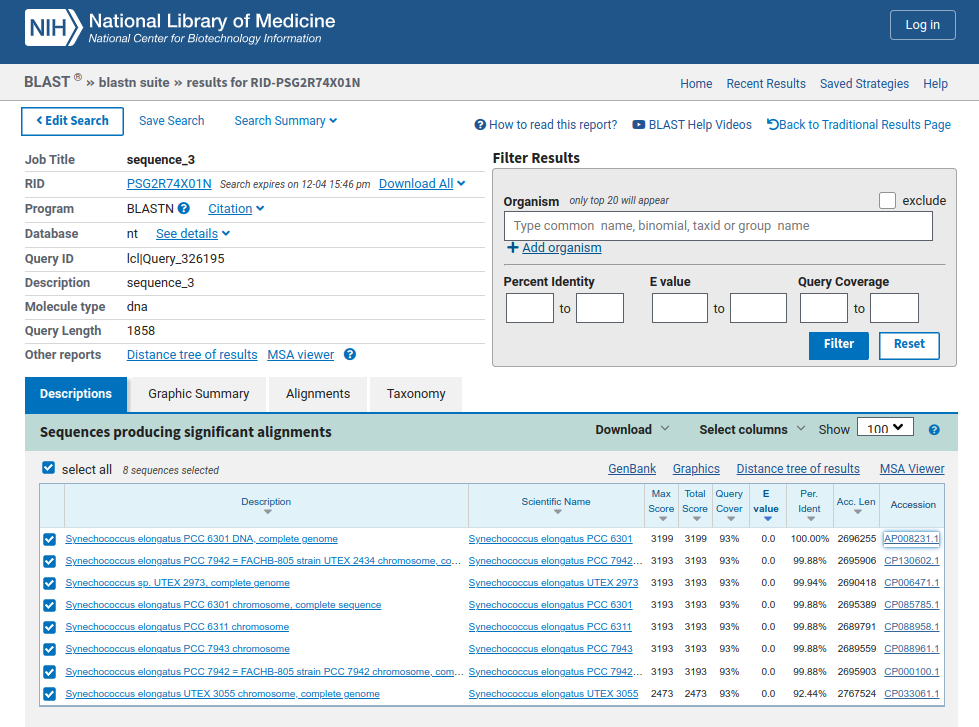 NIH National Library of Medicine
National Center for Biotechnology Information
Log in
BLAST ® » blastn suite » results for RID-PSG2R74X01N
Home Recent Results Saved Strategies Help
Edit Search Save Search Search Summary
How to read this report? BLAST Help Videos Back to Traditional Results Page
Job Title sequence_3
RID PSG2R74X01N Search expires on 12-04 15:46 pm Download All
Program BLASTN ? Citation
Database nt See details
Query ID lcl|Query_326195
Description sequence_3
Molecule type dna
Query Length 1858
Other reports Distance tree of results MSA viewer ?
Filter Results
Organism only top 20 will appear exclude
Type common name, binomial, taxid or group name
+ Add organism
Percent Identity E value Query Coverage
to to to
Filter Reset
Descriptions Graphic Summary Alignments Taxonomy
Sequences producing significant alignments Download Select columns Show 100 ?
select all 8 sequences selected GenBank Graphics Distance tree of results MSA Viewer
Description Scientific Name Max Score Total Score Query Cover E value Per. Ident Acc. Len Accession
Synechococcus elongatus PCC 6301 DNA, complete genome Synechococcus elongatus PCC 6301 3199 3199 93% 0.0 100.00% 2696255 AP008231.1
Synechococcus elongatus PCC 7942 = FACHB-805 strain UTEX 2434 chromosome, co... Synechococcus elongatus PCC 7942... 3193 3193 93% 0.0 99.88% 2695906 CP130602.1
Synechococcus sp. UTEX 2973, complete genome Synechococcus elongatus UTEX 2973 3193 3193 93% 0.0 99.94% 2690418 CP006471.1
Synechococcus elongatus PCC 6301 chromosome, complete sequence Synechococcus elongatus PCC 6301 3193 3193 93% 0.0 99.88% 2695389 CP085785.1
Synechococcus elongatus PCC 6311 chromosome Synechococcus elongatus PCC 6311 3193 3193 93% 0.0 99.88% 2689791 CP088958.1
Synechococcus elongatus PCC 7943 chromosome Synechococcus elongatus PCC 7943 3193 3193 93% 0.0 99.88% 2689559 CP088961.1
Synechococcus elongatus PCC 7942 = FACHB-805 strain PCC 7942 chromosome, com... Synechococcus elongatus PCC 7942... 3193 3193 93% 0.0 99.88% 2695903 CP000100.1
Synechococcus elongatus UTEX 3055 chromosome, complete genome Synechococcus elongatus UTEX 3055 2473 2473 93% 0.0 92.44% 2767524 CP033061.1